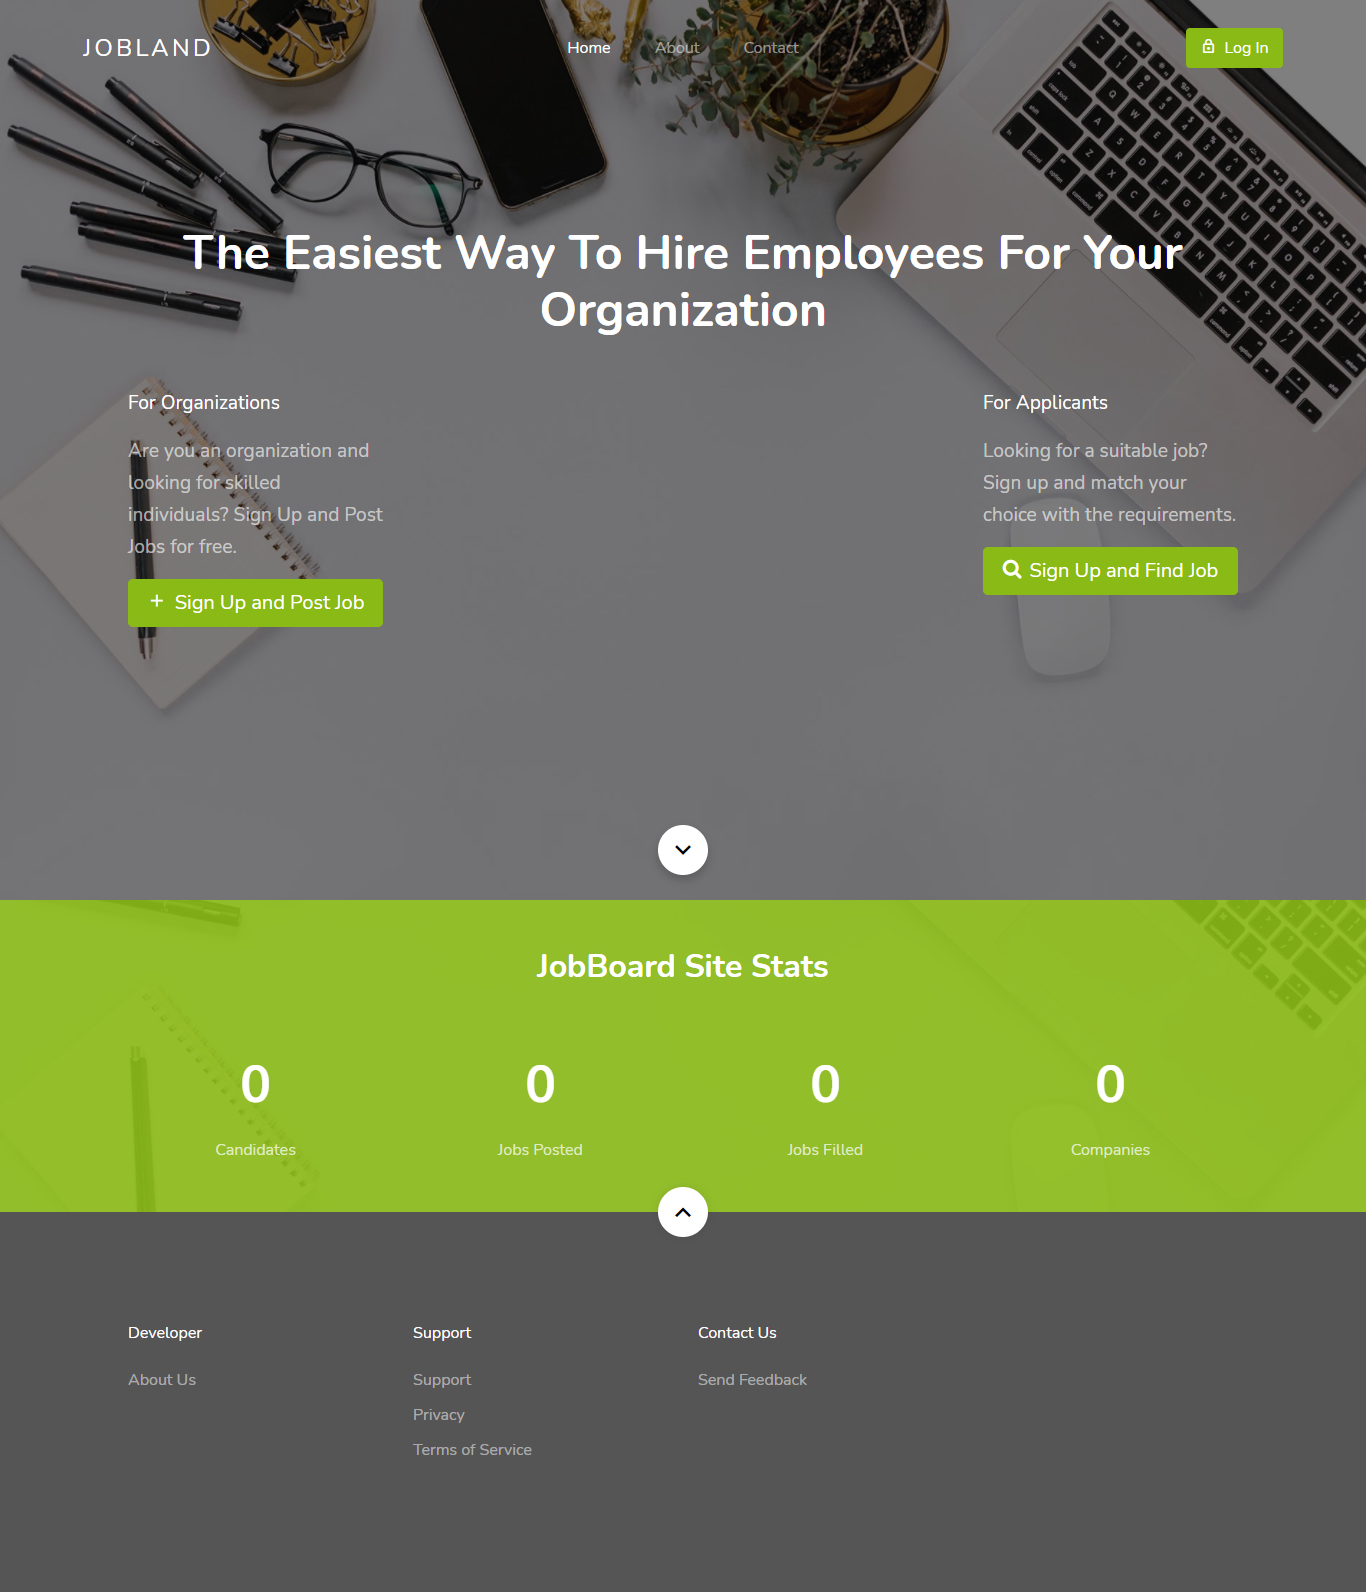 JOBLAND
Home About Contact
Log In
The Easiest Way To Hire Employees For Your
Organization
For Organizations
Are you an organization and
looking for skilled
individuals? Sign Up and Post
Jobs for free.
Sign Up and Post Job
For Applicants
Looking for a suitable job?
Sign up and match your
choice with the requirements.
Sign Up and Find Job
JobBoard Site Stats
0 0 0 0
Candidates Jobs Posted Jobs Filled Companies
Developer
About Us
Support
Support
Privacy
Terms of Service
Contact Us
Send Feedback